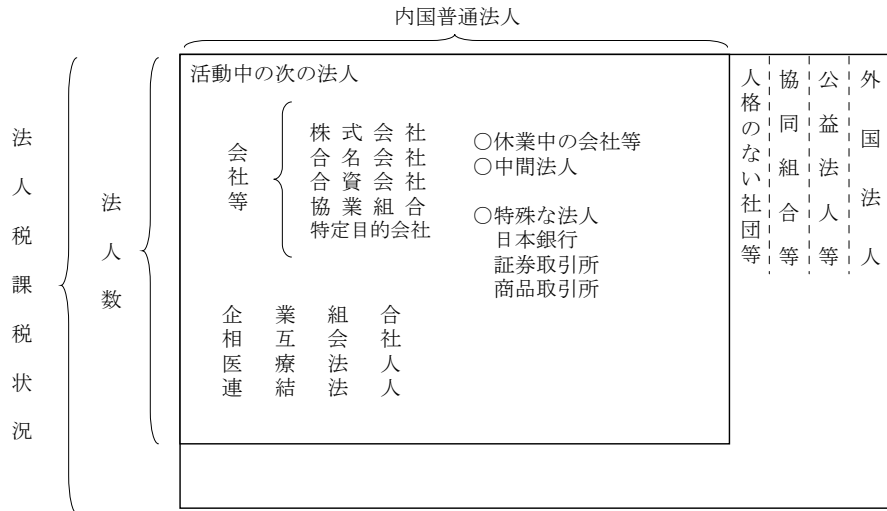 内国普通法人
活動中の次の法人
会社等
株式会社
合名会社
合資会社
協業組合
特定目的会社
○休業中の会社等
○中間法人
○特殊な法人
日本銀行
証券取引所
商品取引所
企業組合
相互会社
医療法人
連結法人
人格のない社団等
協同組合等
公益法人等
外国法人
法人数
法人税課税状況